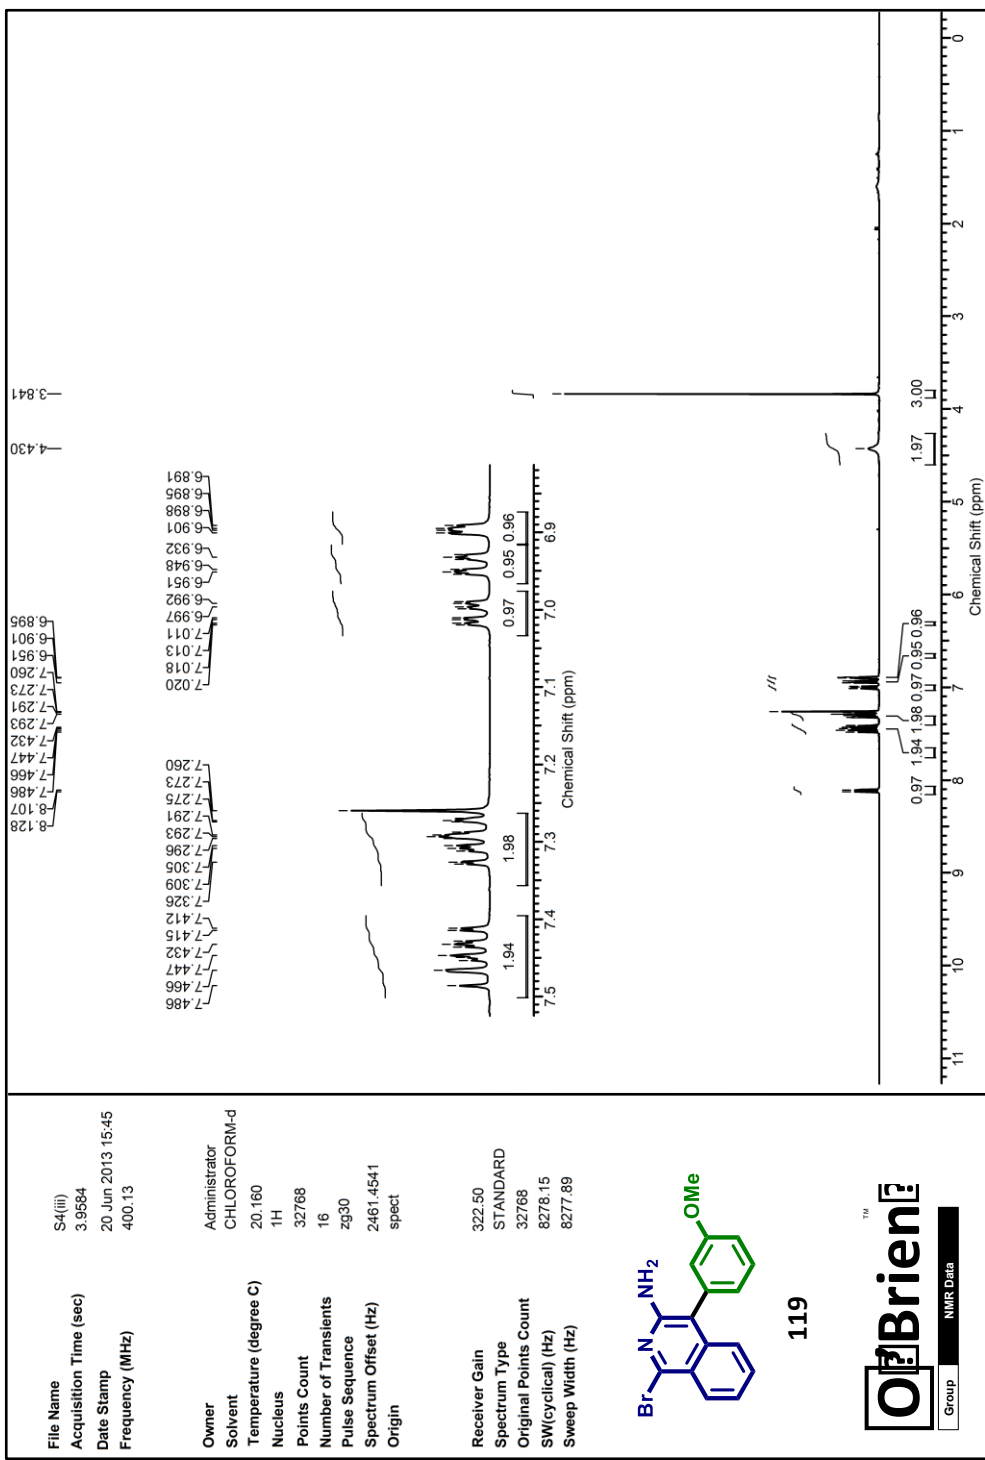 File Name S4(iii)
Acquisition Time (sec) 3.9584
Date Stamp 20 Jun 2013 15:45
Frequency (MHz) 400.13
Owner Administrator
Solvent CHLOROFORM-d
Temperature (degree C) 20.160
Nucleus 1H
Points Count 32768
Number of Transients 16
Pulse Sequence zg30
Spectrum Offset (Hz) 2461.4541
Origin spect
Receiver Gain 322.50
Spectrum Type STANDARD
Original Points Count 32768
SW(cyclical) (Hz) 8278.15
Sweep Width (Hz) 8277.89
Br
N
NH2
OMe
119
O?Brien?
TM
Group NMR Data
8.128
8.107
7.486
7.466
7.447
7.432
7.293
7.291
7.273
7.260
6.951
6.901
6.895
4.430
3.841
7.486
7.466
7.447
7.432
7.415
7.412
7.326
7.309
7.305
7.296
7.293
7.291
7.275
7.273
7.260
7.020
7.018
7.013
7.011
6.997
6.992
6.951
6.948
6.932
6.901
6.898
6.895
6.891
1.94 1.98 0.97 0.95 0.96
7.5 7.4 7.3 7.2 7.1 7.0 6.9
Chemical Shift (ppm)
0.97 1.94 1.98 0.97 0.95 0.96 1.97 3.00
11 10 9 8 7 6 5 4 3 2 1 0
Chemical Shift (ppm)